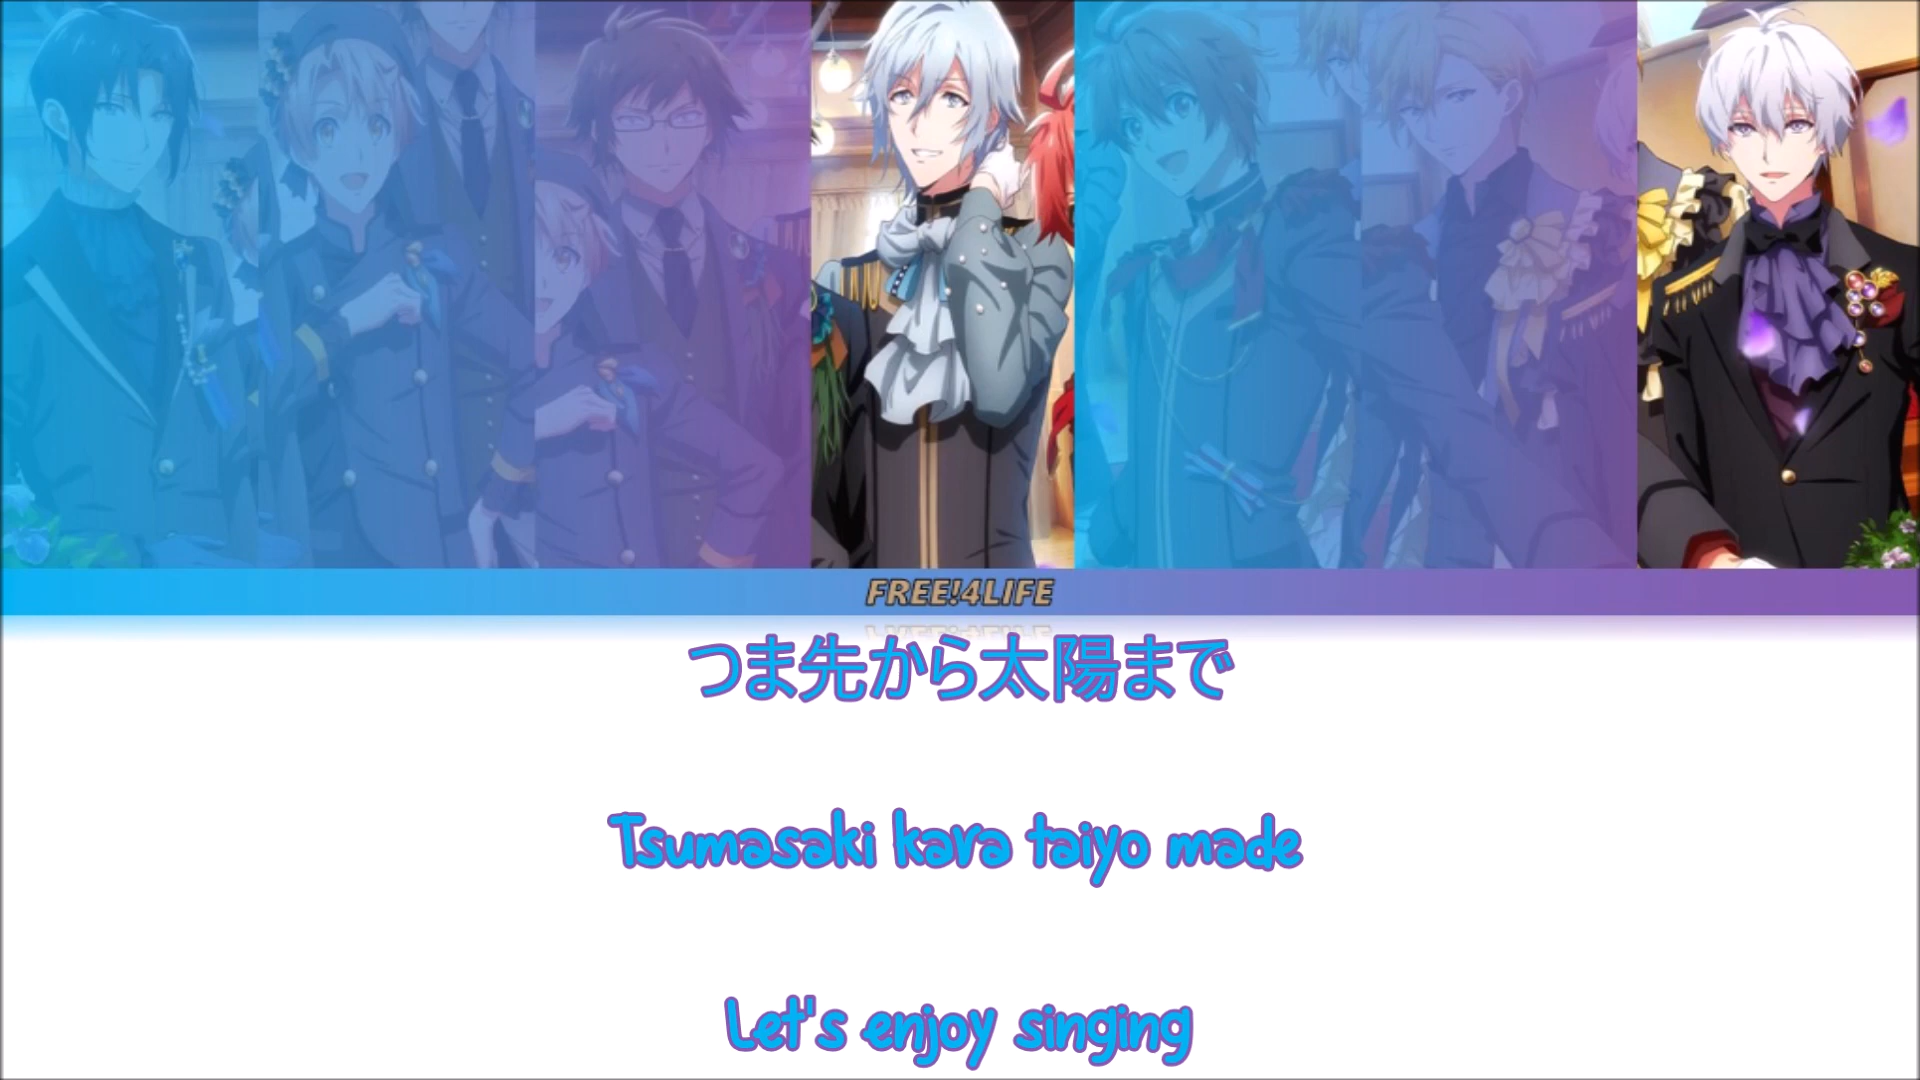 FREE!4LIFE
つま先から太陽まで
Tsumasaki kara taiyo made
Let's enjoy singing